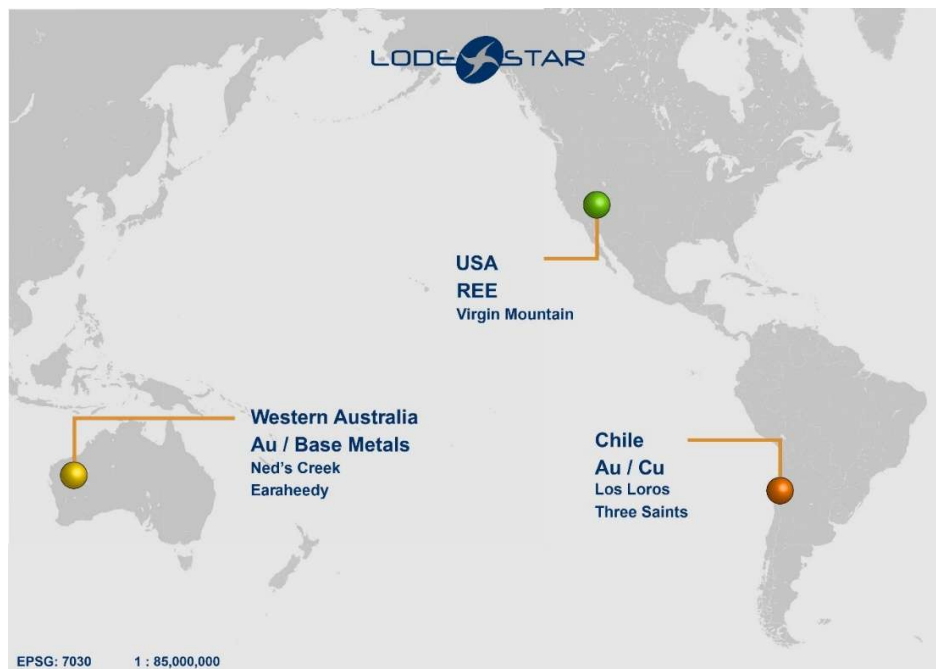 LODESTAR
USA
REE
Virgin Mountain
Western Australia
Au / Base Metals
Ned's Creek
Earaheedy
Chile
Au / Cu
Los Loros
Three Saints
EPSG: 7030 1 : 85,000,000